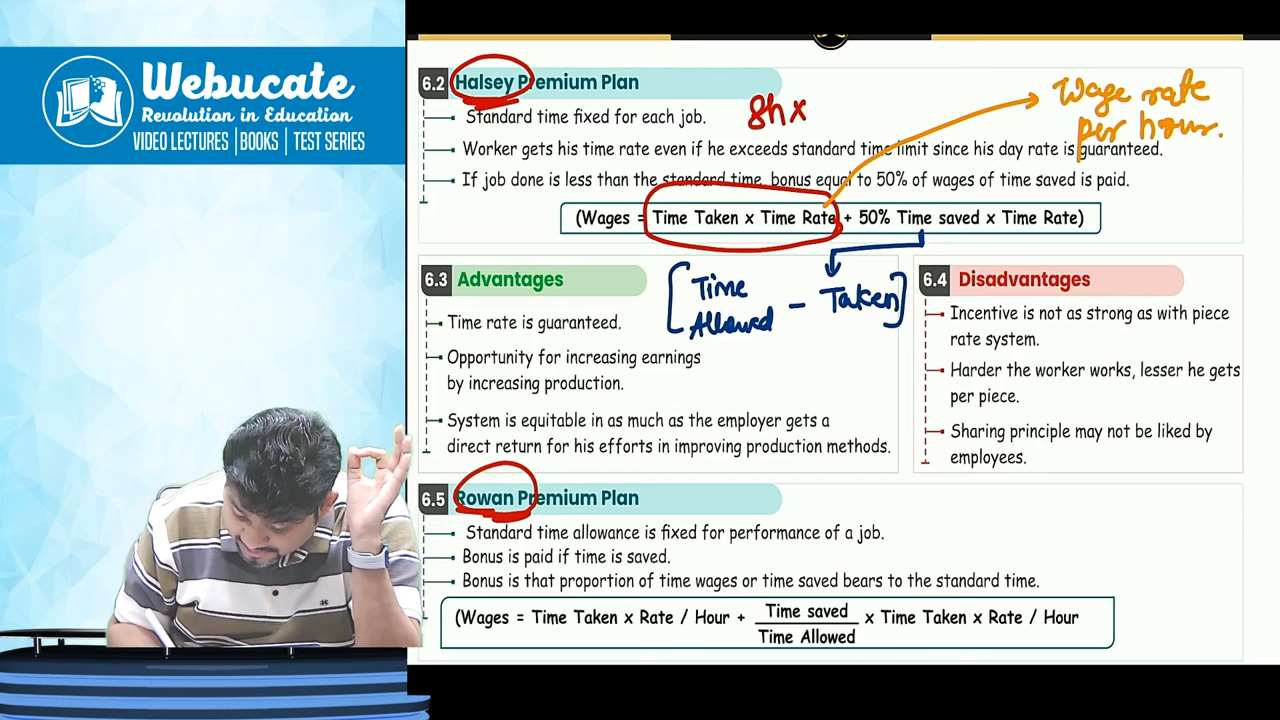 Webucate
Revolution in Education
VIDEO LECTURES | BOOKS | TEST SERIES
6.2 Halsey Premium Plan
Standard time fixed for each job.
8h x
Wage rate
per hour.
Worker gets his time rate even if he exceeds standard time limit since his day rate is guaranteed.
If job done is less than the standard time, bonus equal to 50% of wages of time saved is paid.
(Wages = Time Taken x Time Rate + 50% Time saved x Time Rate)
6.3 Advantages
[Time Allowed - Taken]
Time rate is guaranteed.
Opportunity for increasing earnings
by increasing production.
System is equitable in as much as the employer gets a
direct return for his efforts in improving production methods.
6.4 Disadvantages
Incentive is not as strong as with piece
rate system.
Harder the worker works, lesser he gets
per piece.
Sharing principle may not be liked by
employees.
6.5 Rowan Premium Plan
Standard time allowance is fixed for performance of a job.
Bonus is paid if time is saved.
Bonus is that proportion of time wages or time saved bears to the standard time.
(Wages = Time Taken x Rate / Hour + Time saved / Time Allowed x Time Taken x Rate / Hour